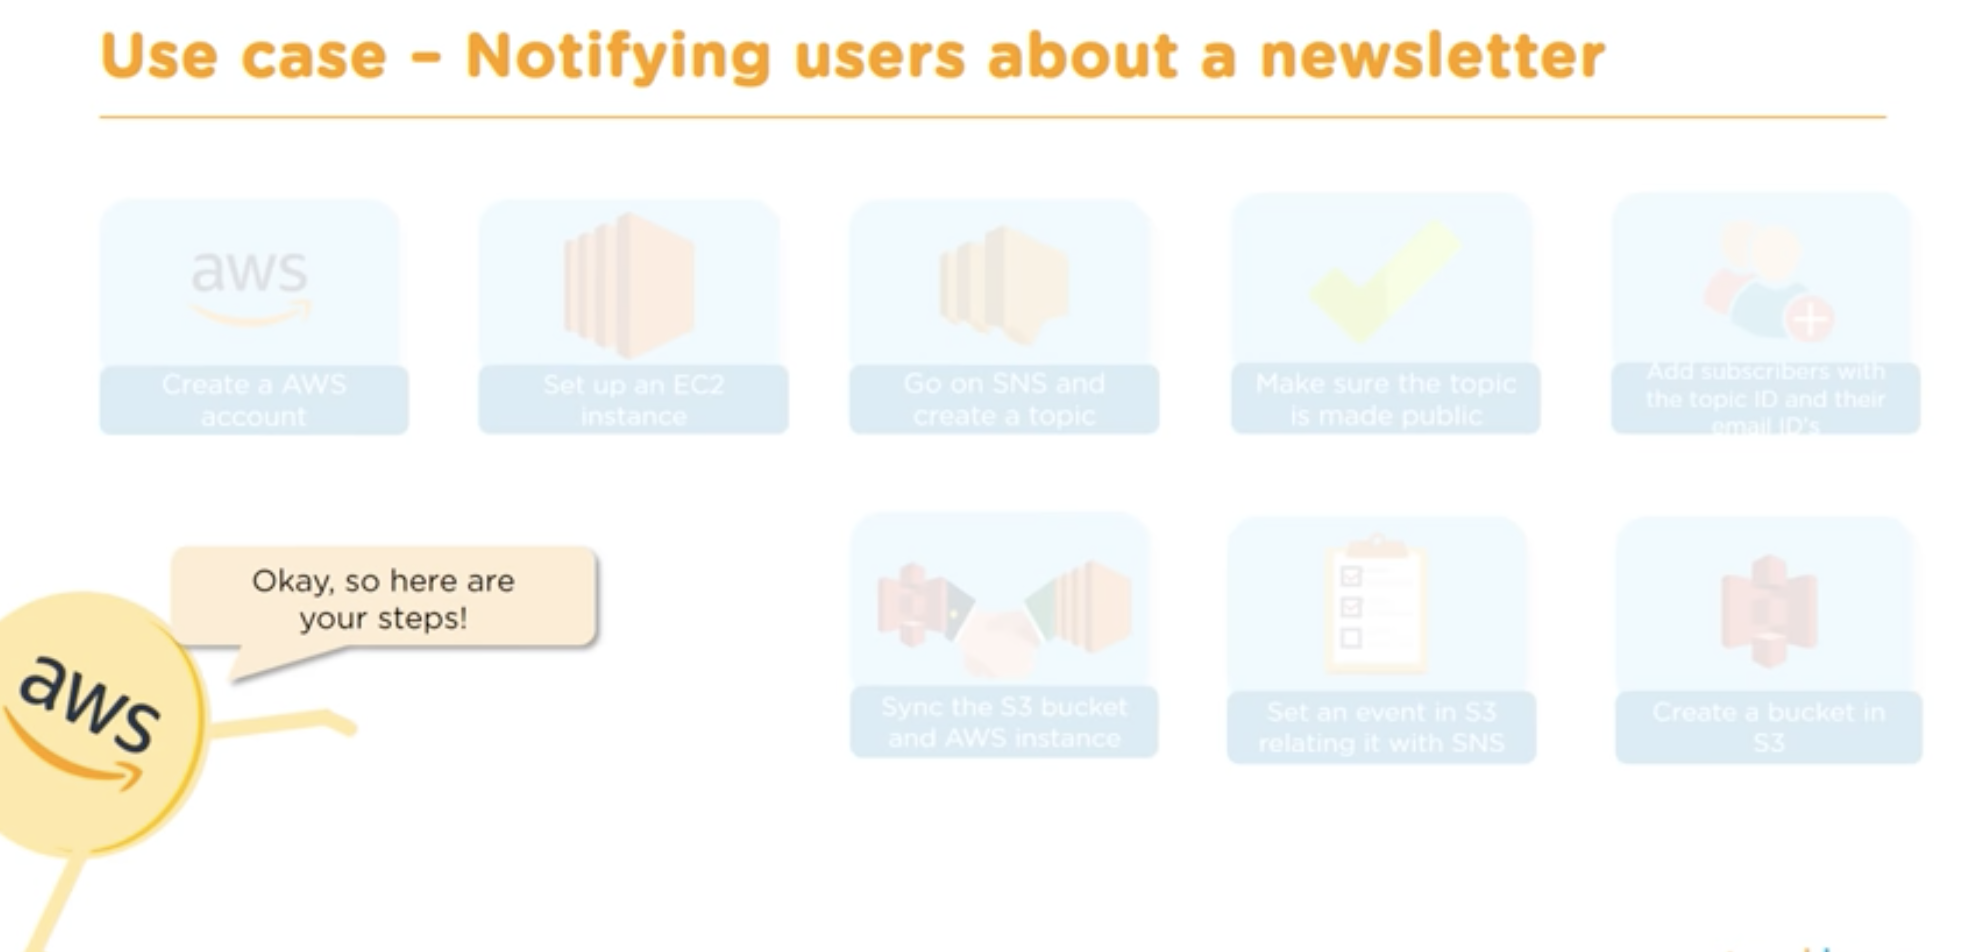 Use case – Notifying users about a newsletter
aws
Create a AWS
account
Set up an EC2
instance
Go on SNS and
create a topic
Make sure the topic
is made public
Add subscribers with
the topic ID and their
email ID's
Okay, so here are
your steps!
aws
Sync the S3 bucket
and AWS instance
Set an event in S3
relating it with SNS
Create a bucket in
S3